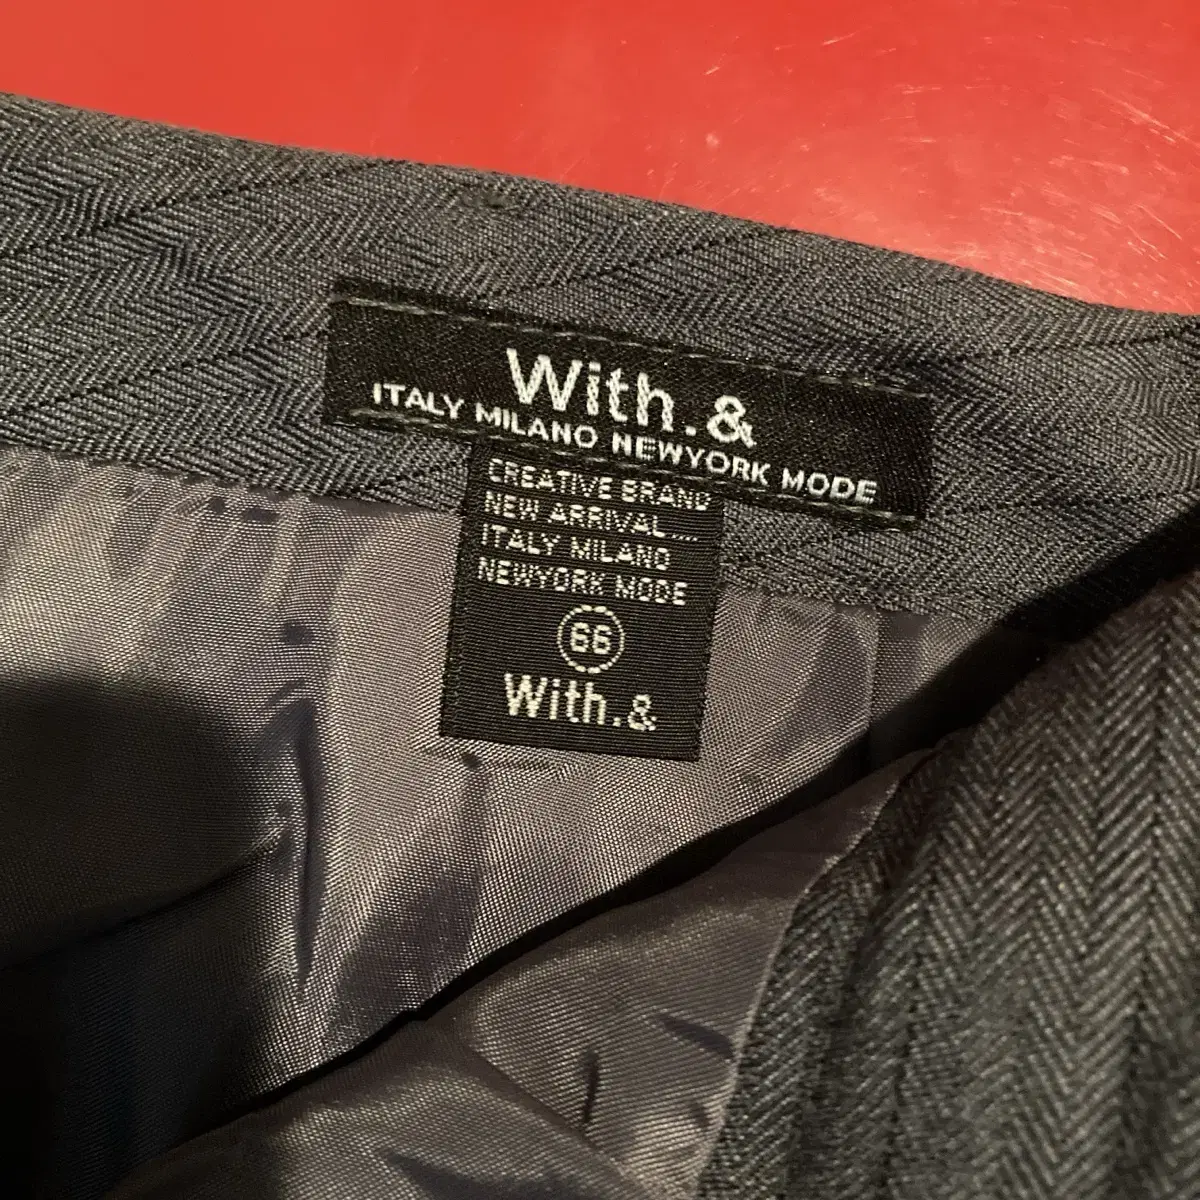 With.&
ITALY MILANO NEWYORK MODE
CREATIVE BRAND
NEW ARRIVAL....
ITALY MILANO
NEWYORK MODE
66
With.&